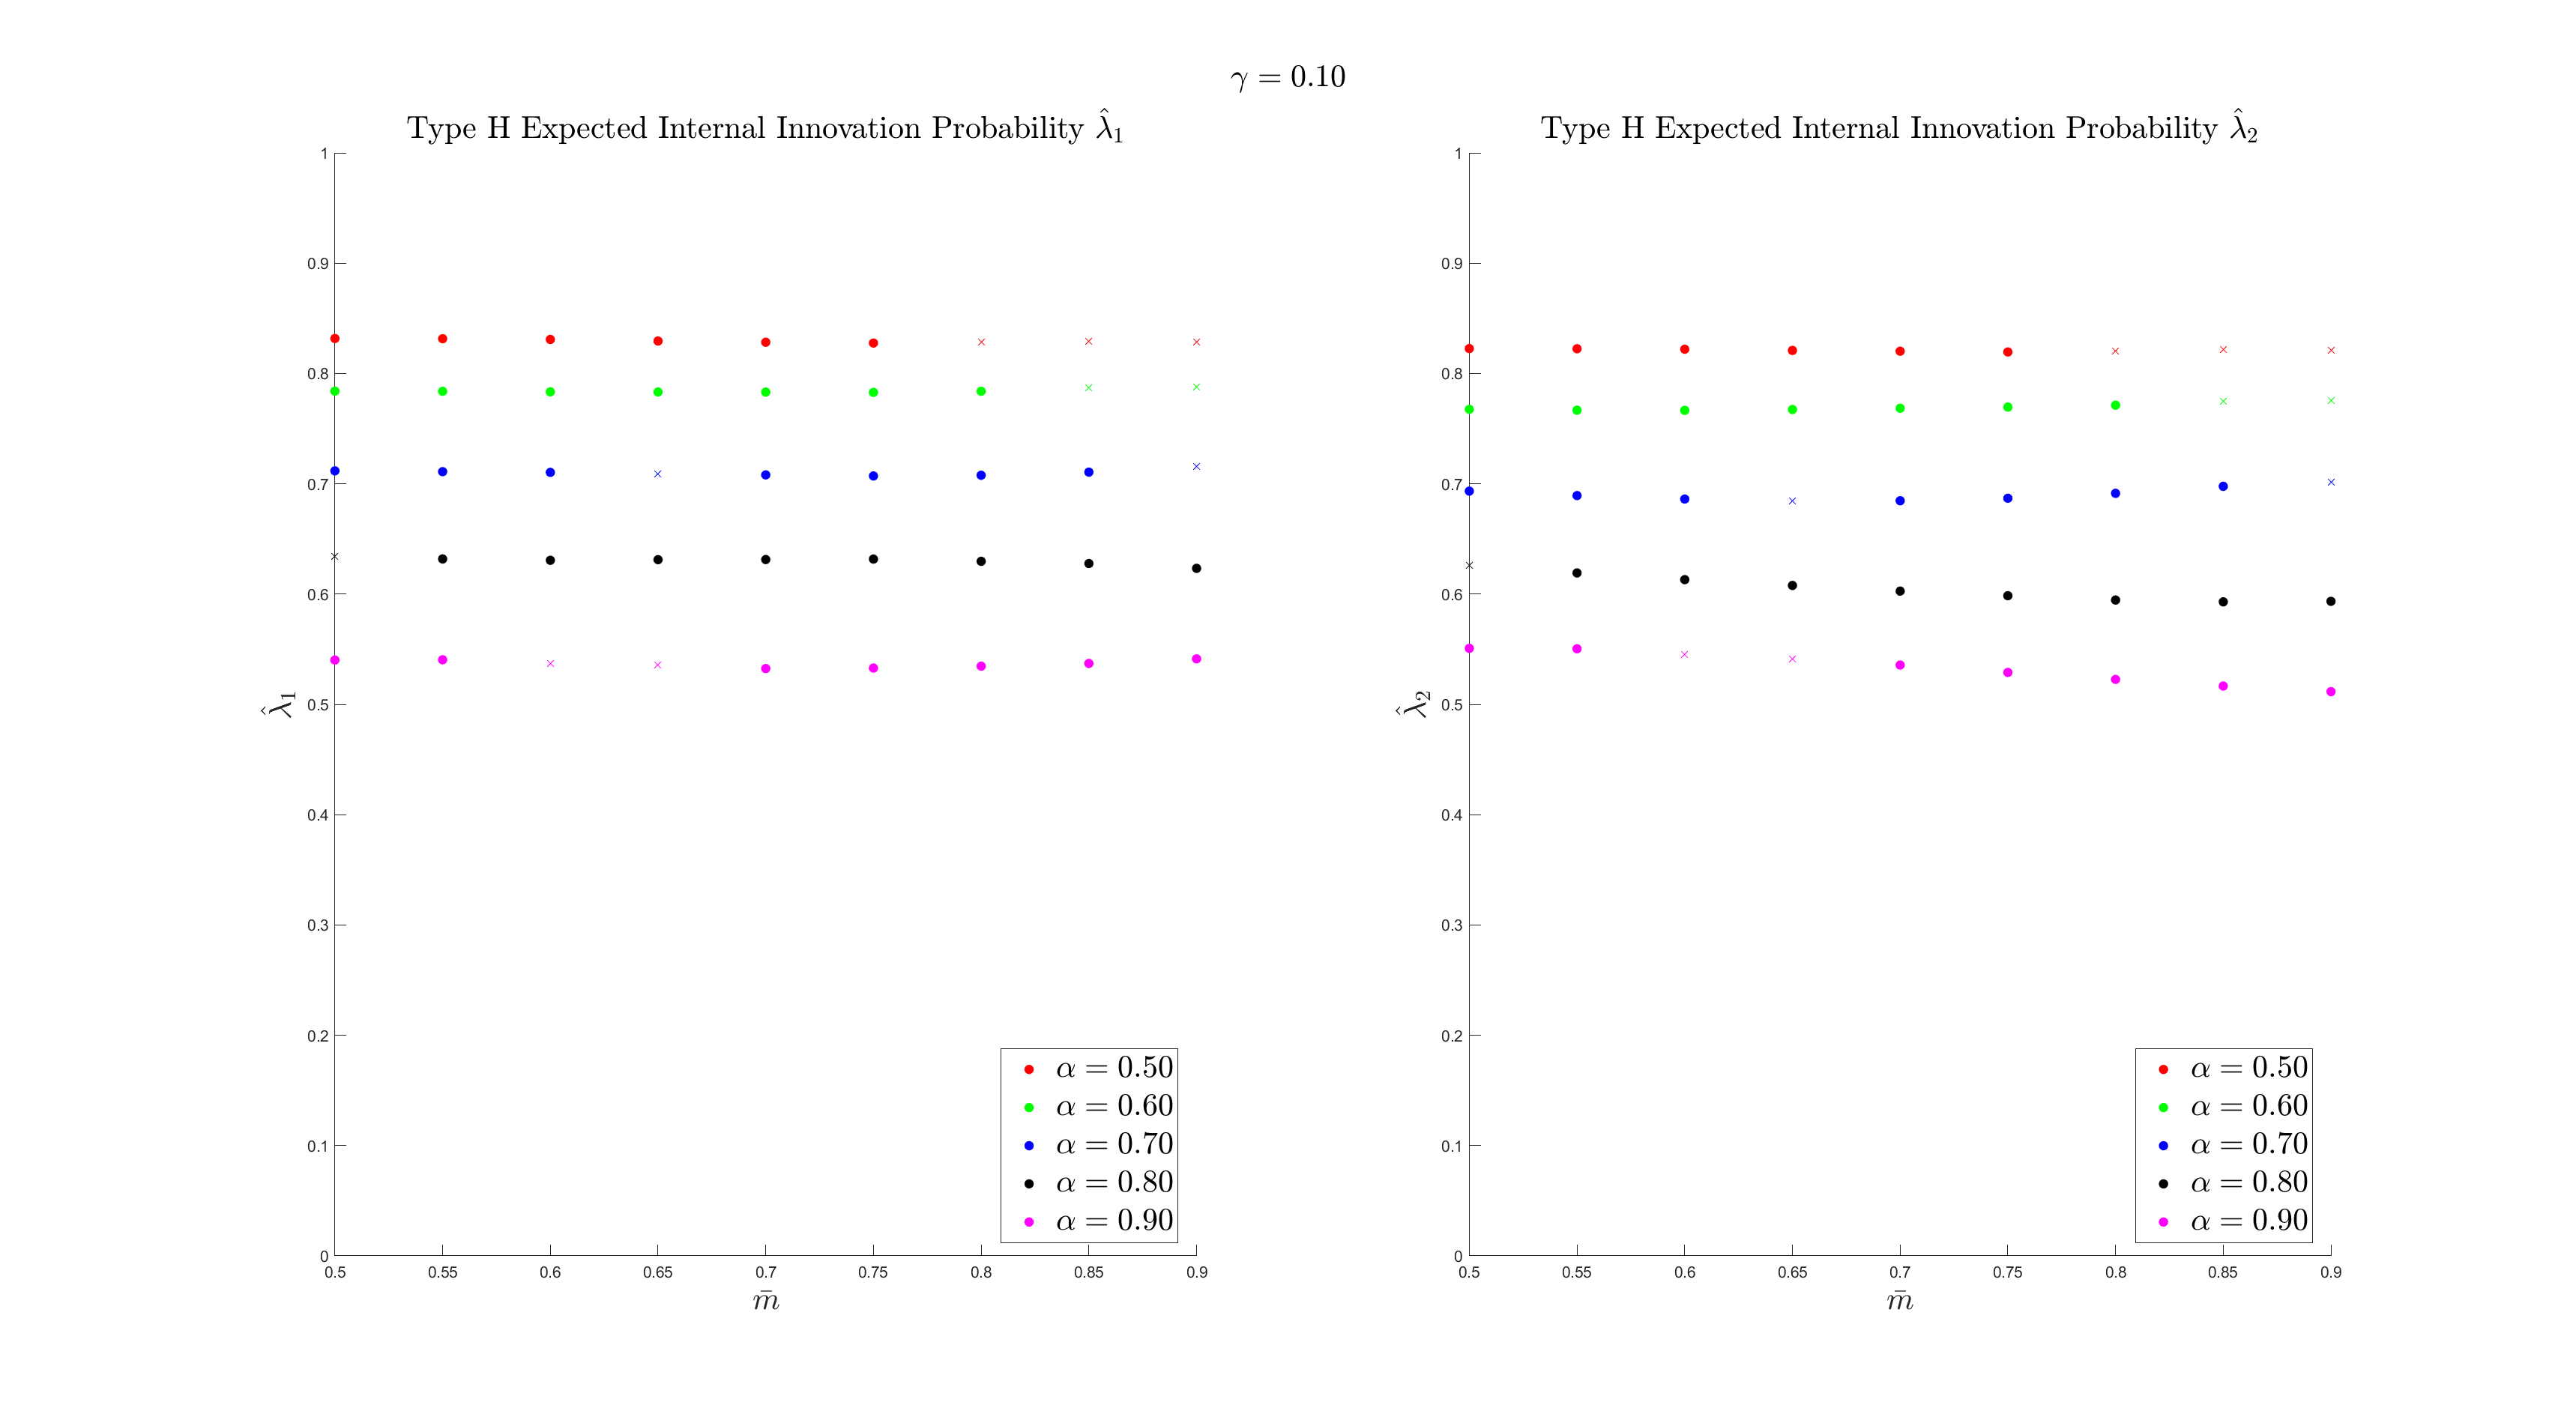 γ = 0.10
Type H Expected Internal Innovation Probability λ̂₁
1
0.9
0.8
0.7
0.6
0.5
0.4
0.3
0.2
0.1
0
λ̂₁
0.5 0.55 0.6 0.65 0.7 0.75 0.8 0.85 0.9
m̄
α = 0.50
α = 0.60
α = 0.70
α = 0.80
α = 0.90
Type H Expected Internal Innovation Probability λ̂₂
1
0.9
0.8
0.7
0.6
0.5
0.4
0.3
0.2
0.1
0
λ̂₂
0.5 0.55 0.6 0.65 0.7 0.75 0.8 0.85 0.9
m̄
α = 0.50
α = 0.60
α = 0.70
α = 0.80
α = 0.90